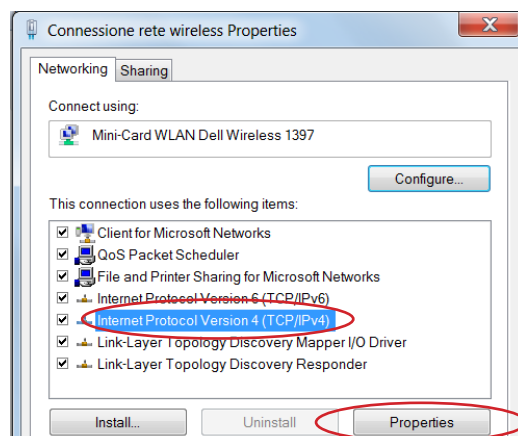 Connessione rete wireless Properties
Networking Sharing
Connect using:
Mini-Card WLAN Dell Wireless 1397
Configure...
This connection uses the following items:
Client for Microsoft Networks
QoS Packet Scheduler
File and Printer Sharing for Microsoft Networks
Internet Protocol Version 6 (TCP/IPv6)
Internet Protocol Version 4 (TCP/IPv4)
Link-Layer Topology Discovery Mapper I/O Driver
Link-Layer Topology Discovery Responder
Install... Uninstall Properties